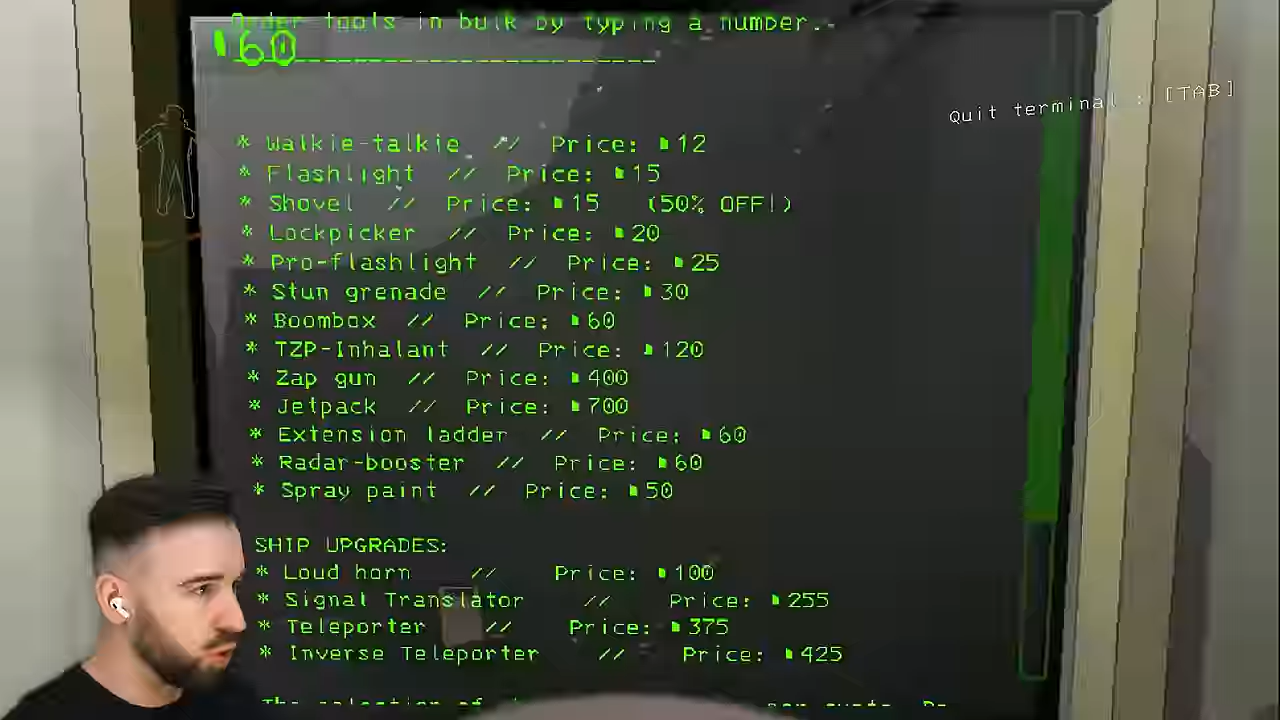 Order tools in bulk by typing a number.
▮60
* Walkie-talkie // Price: ▮12
* Flashlight // Price: ▮15
* Shovel // Price: ▮15 (50% OFF!)
* Lockpicker // Price: ▮20
* Pro-flashlight // Price: ▮25
* Stun grenade // Price: ▮30
* Boombox // Price: ▮60
* TZP-Inhalant // Price: ▮120
* Zap gun // Price: ▮400
* Jetpack // Price: ▮700
* Extension ladder // Price: ▮60
* Radar-booster // Price: ▮60
* Spray paint // Price: ▮50
SHIP UPGRADES:
* Loud horn // Price: ▮100
* Signal Translator // Price: ▮255
* Teleporter // Price: ▮375
* Inverse Teleporter // Price: ▮425
The selection of
Quit terminal : [TAB]